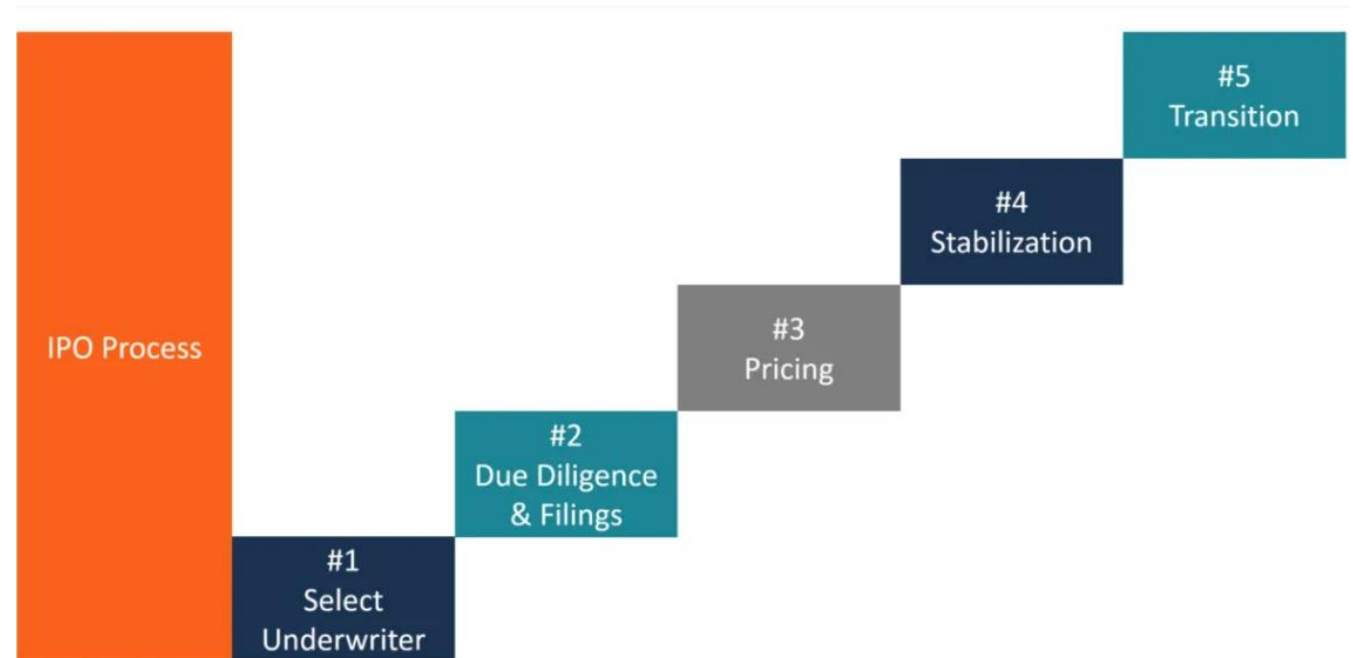 IPO Process
#1
Select
Underwriter
#2
Due Diligence
& Filings
#3
Pricing
#4
Stabilization
#5
Transition